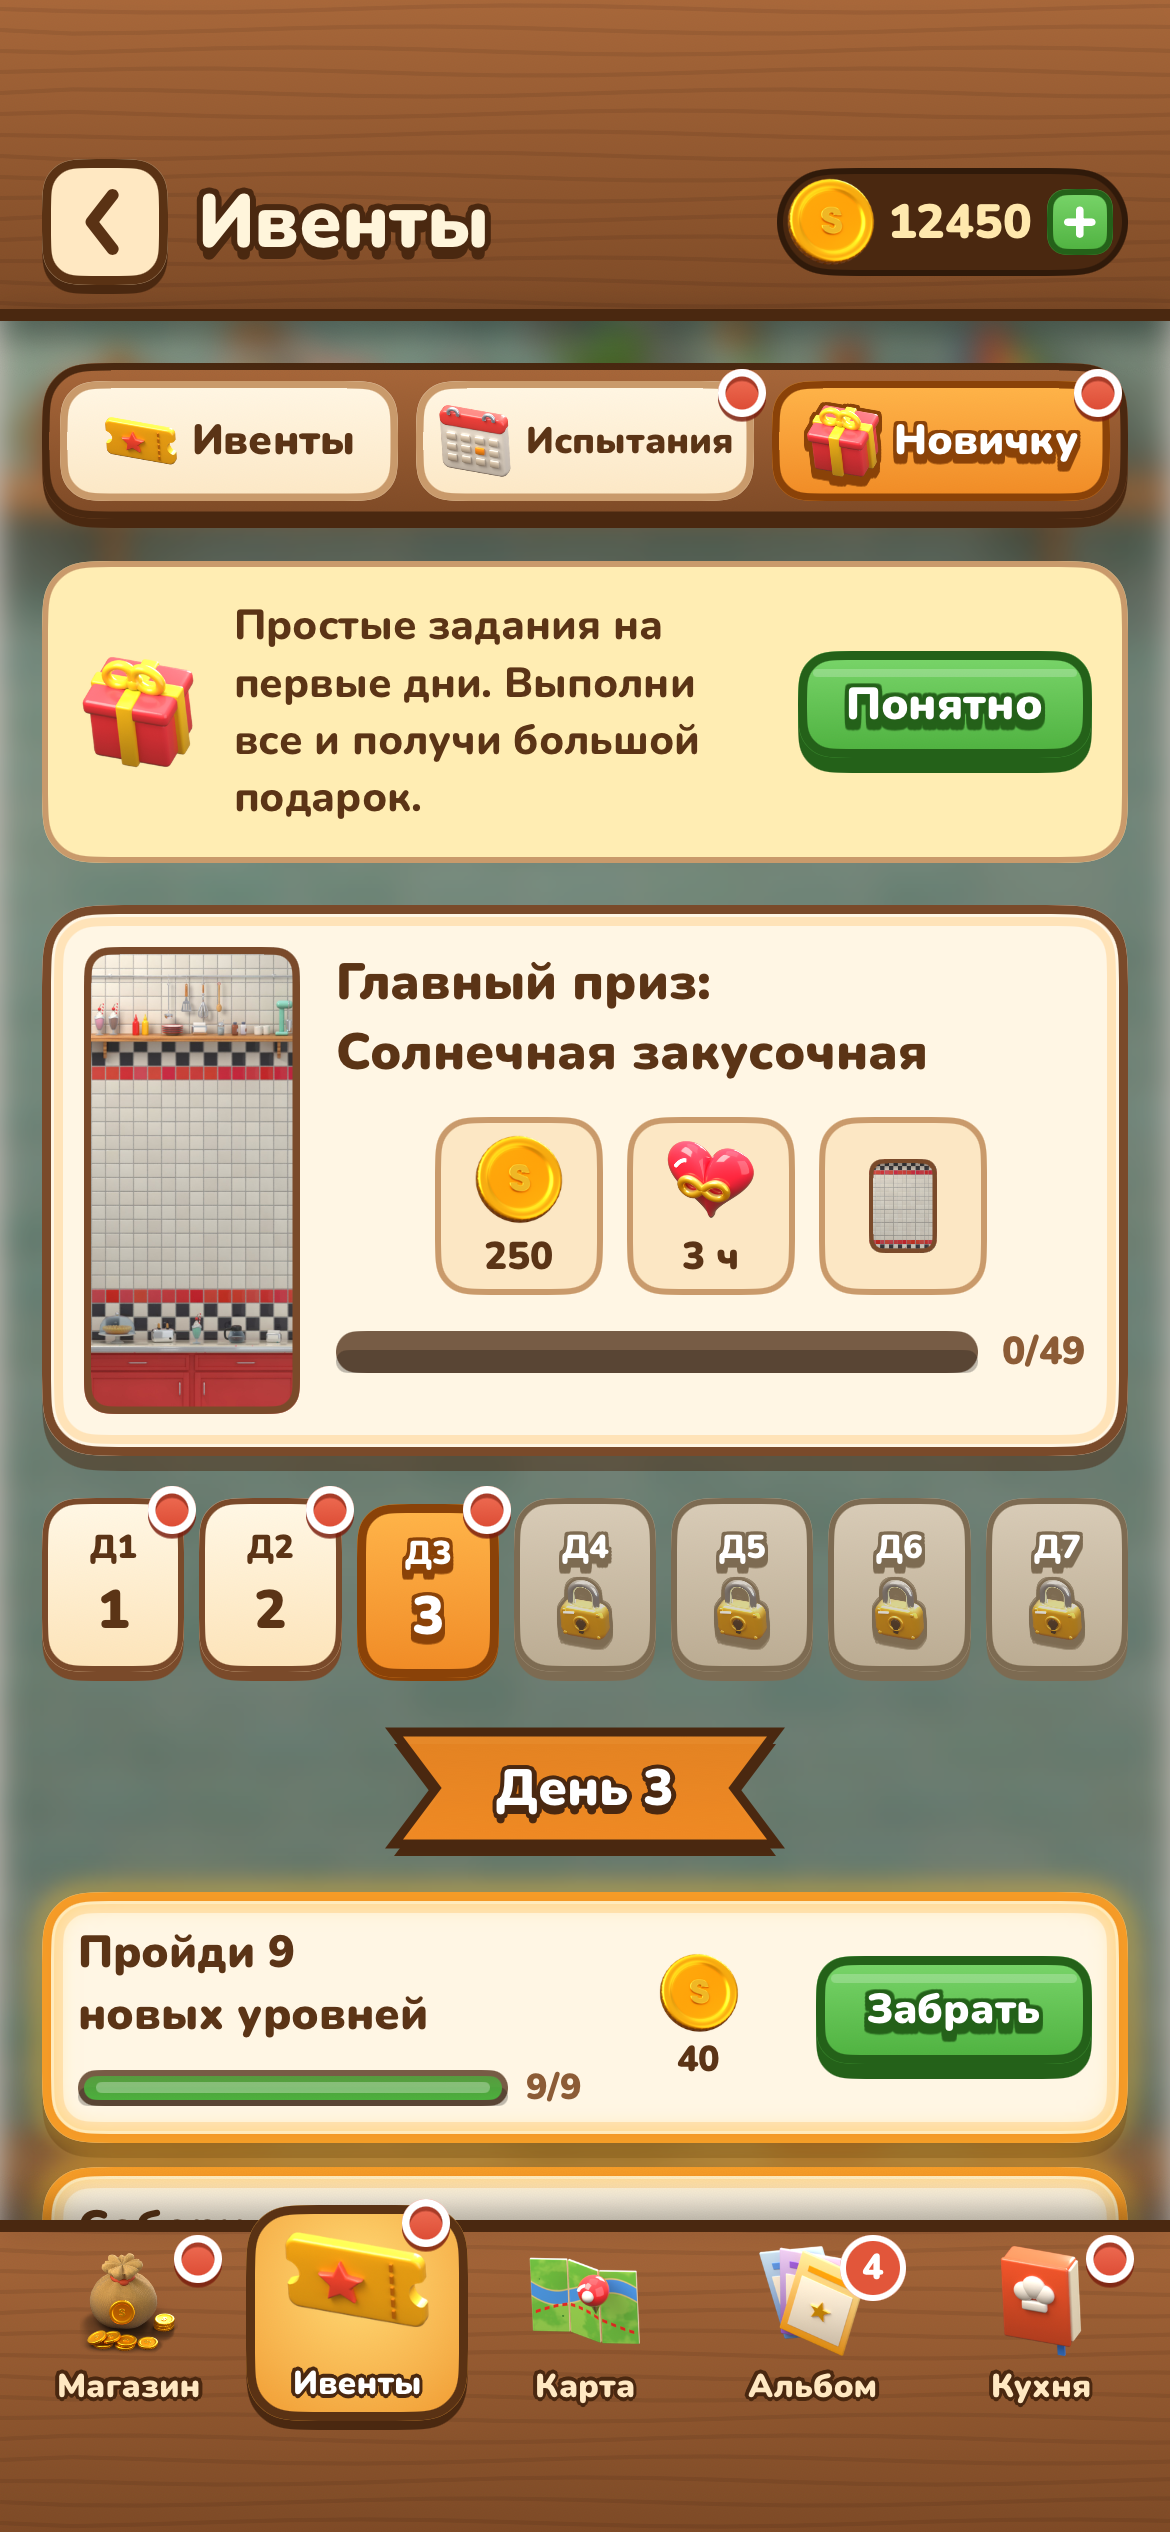 Ивенты
12450
Ивенты
Испытания
Новичку
Простые задания на
первые дни. Выполни
все и получи большой
подарок.
Понятно
Главный приз:
Солнечная закусочная
250
3 ч
0/49
Д1
1
Д2
2
Д3
3
Д4
Д5
Д6
Д7
День 3
Пройди 9
новых уровней
9/9
40
Забрать
4
Магазин
Ивенты
Карта
Альбом
Кухня